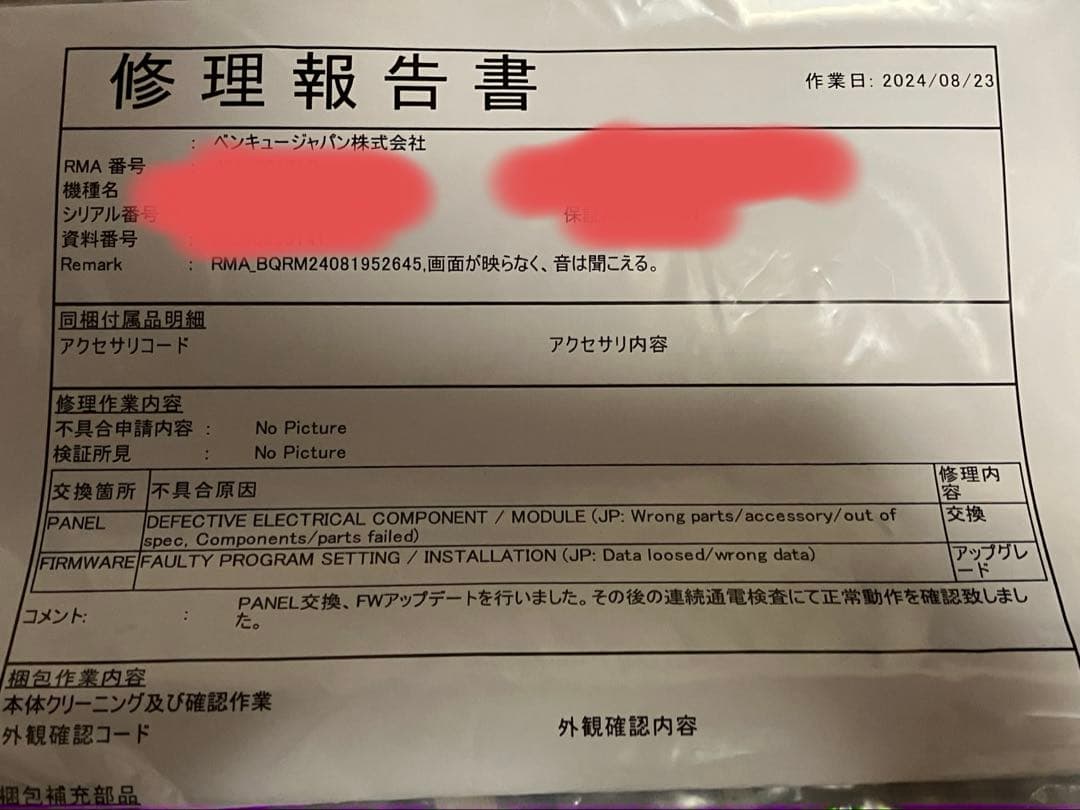 修理報告書
作業日: 2024/08/23
: ベンキュージャパン株式会社
RMA 番号
機種名
シリアル番号
資料番号 :
Remark : RMA_BQRM24081952645,画面が映らなく、音は聞こえる。
同梱付属品明細
アクセサリコード アクセサリ内容
修理作業内容
不具合申請内容 : No Picture
検証所見 : No Picture
交換箇所 不具合原因 修理内
容
PANEL DEFECTIVE ELECTRICAL COMPONENT / MODULE (JP: Wrong parts/accessory/out of 交換
spec, Components/parts failed)
FIRMWARE FAULTY PROGRAM SETTING / INSTALLATION (JP: Data loosed/wrong data) アップグレ
ード
コメント: : PANEL交換、FWアップデートを行いました。その後の連続通電検査にて正常動作を確認致しまし
た。
梱包作業内容
本体クリーニング及び確認作業
外観確認コード 外観確認内容
梱包補充部品